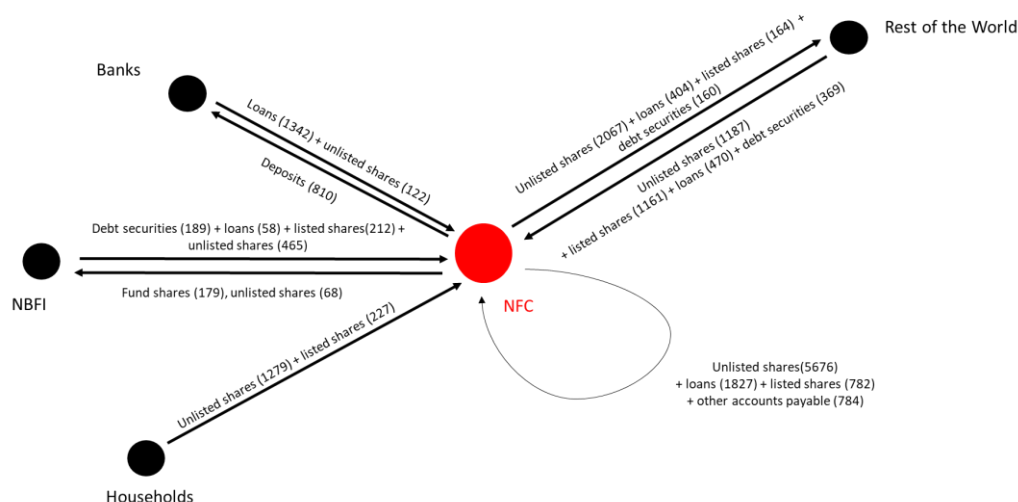 Rest of the World
Banks
Unlisted shares (2067) + loans (404) + listed shares (164) +
debt securities (160)
Unlisted shares (1187)
+ listed shares (1161) + loans (470) + debt securities (369)
Loans (1342) + unlisted shares (122)
Deposits (810)
Debt securities (189) + loans (58) + listed shares(212) +
unlisted shares (465)
NBFI
Fund shares (179), unlisted shares (68)
NFC
Unlisted shares (1279) + listed shares (227)
Unlisted shares(5676)
+ loans (1827) + listed shares (782)
+ other accounts payable (784)
Households